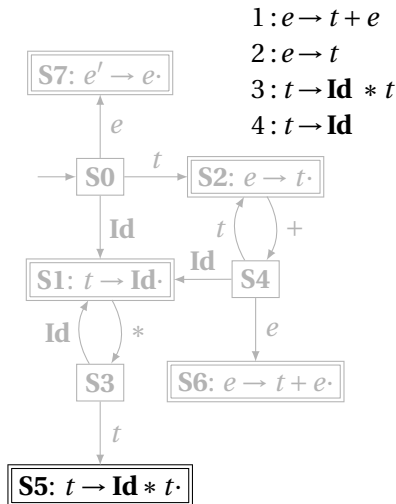 1 : e → t + e
2 : e → t
3 : t → Id * t
4 : t → Id
S7: e′ → e·
e
S0
t
S2: e → t·
Id
t
+
Id
S1: t → Id·
S4
Id
*
e
S3
S6: e → t + e·
t
S5: t → Id * t·